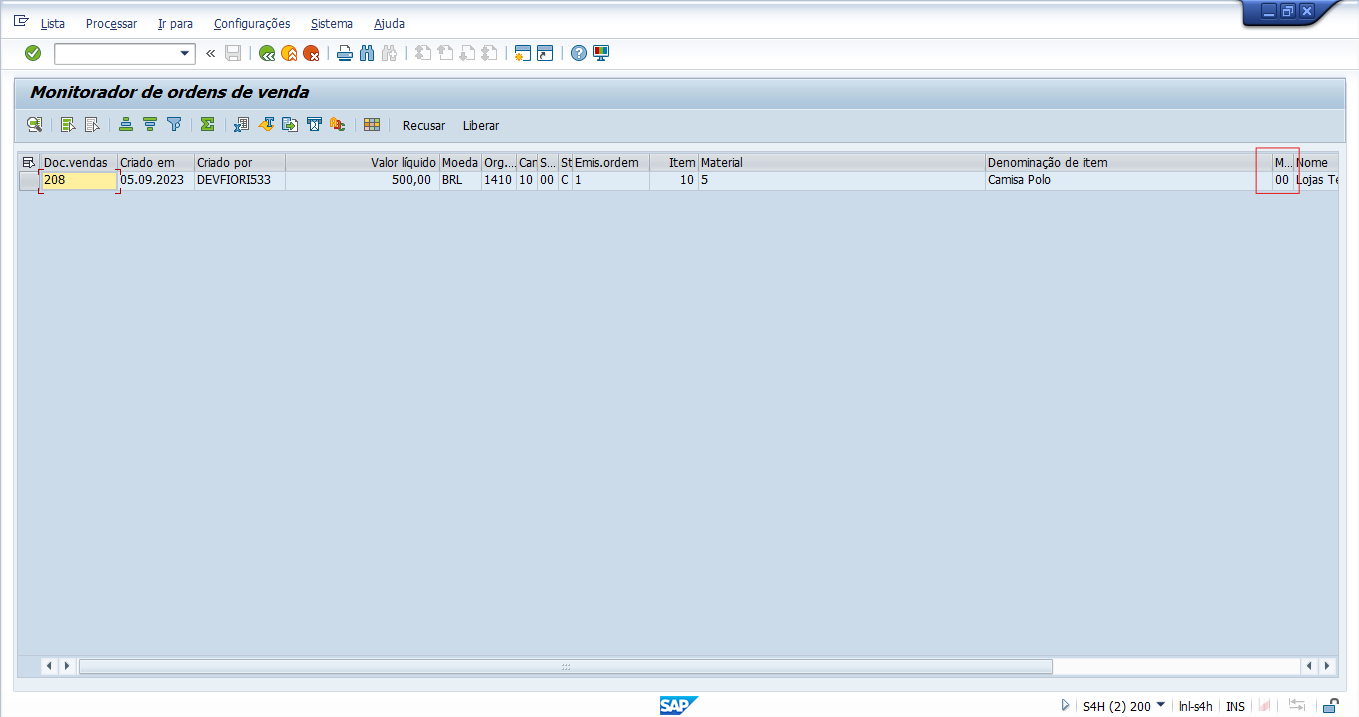 Lista Processar Ir para Configurações Sistema Ajuda
«
Monitorador de ordens de venda
Recusar Liberar
Doc.vendas Criado em Criado por Valor líquido Moeda Org.... Can S... St Emis.ordem Item Material Denominação de item M... Nome
208 05.09.2023 DEVFIORI533 500,00 BRL 1410 10 00 C 1 10 5 Camisa Polo 00 Lojas Te
SAP S4H (2) 200 lnl-s4h INS